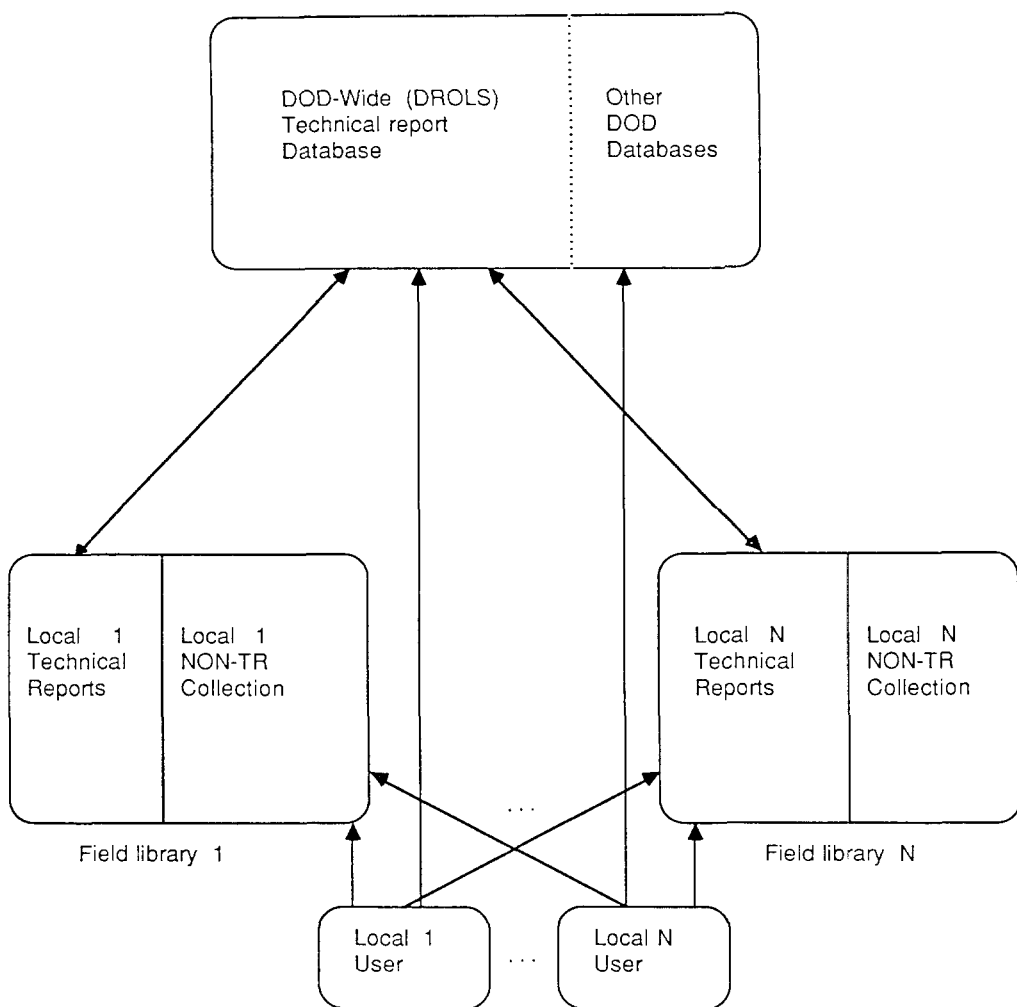 DOD-Wide (DROLS)
Technical report
Database
Other
DOD
Databases
Local 1
Technical
Reports
Local 1
NON-TR
Collection
Local N
Technical
Reports
Local N
NON-TR
Collection
...
Field library 1
Field library N
Local 1
User
...
Local N
User